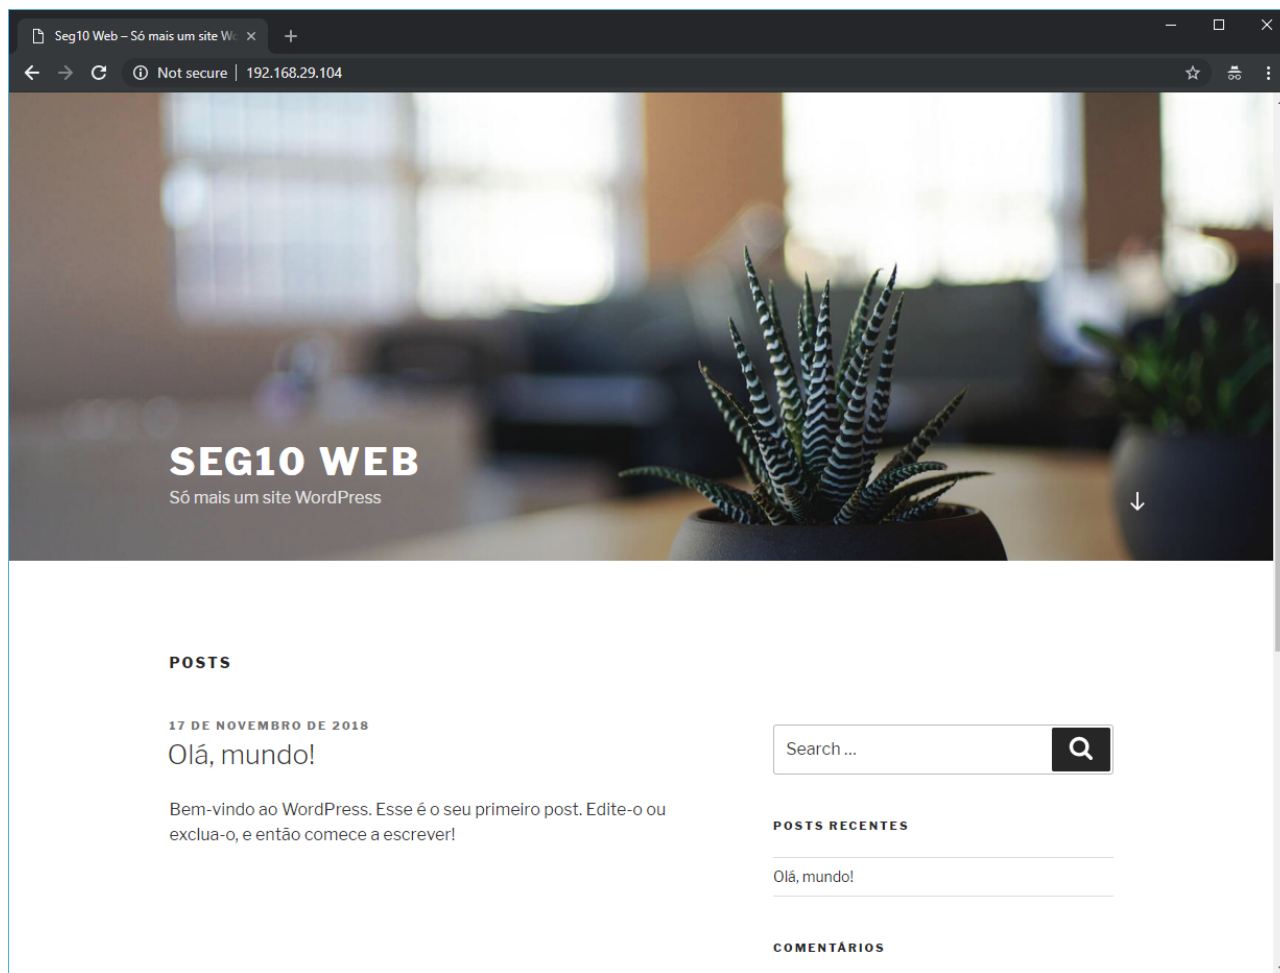 Seg10 Web – Só mais um site
Not secure | 192.168.29.104
SEG10 WEB
Só mais um site WordPress
POSTS
17 DE NOVEMBRO DE 2018
Olá, mundo!
Bem-vindo ao WordPress. Esse é o seu primeiro post. Edite-o ou
exclua-o, e então comece a escrever!
Search …
POSTS RECENTES
Olá, mundo!
COMENTÁRIOS